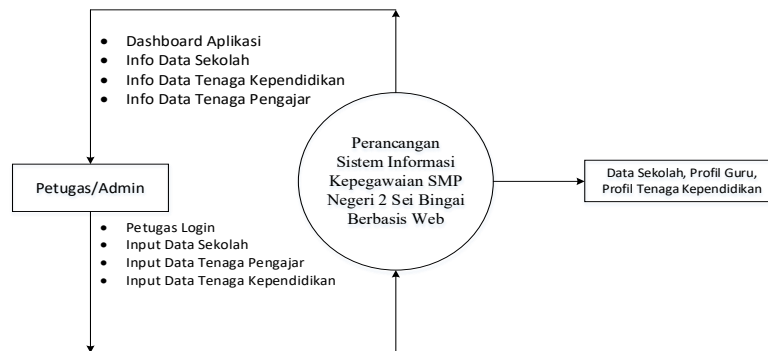 • Dashboard Aplikasi
• Info Data Sekolah
• Info Data Tenaga Kependidikan
• Info Data Tenaga Pengajar
Perancangan
Sistem Informasi
Kepegawaian SMP
Negeri 2 Sei Bingai
Berbasis Web
Petugas/Admin
Data Sekolah, Profil Guru,
Profil Tenaga Kependidikan
• Petugas Login
• Input Data Sekolah
• Input Data Tenaga Pengajar
• Input Data Tenaga Kependidikan